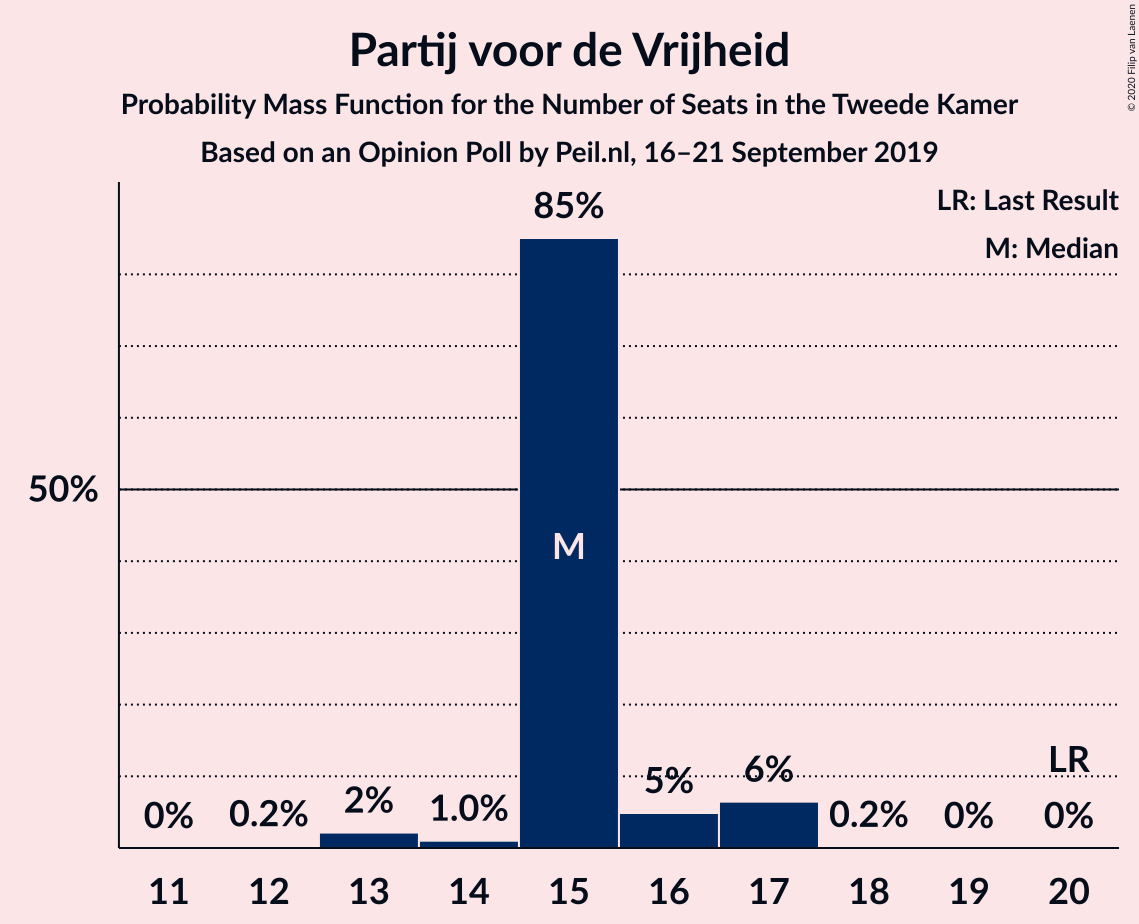 Partij voor de Vrijheid
Probability Mass Function for the Number of Seats in the Tweede Kamer
Based on an Opinion Poll by Peil.nl, 16–21 September 2019
© 2020 Filip van Laenen
LR: Last Result
M: Median
85%
50%
M
LR
0%
0.2%
2%
1.0%
5%
6%
0.2%
0%
0%
11 12 13 14 15 16 17 18 19 20